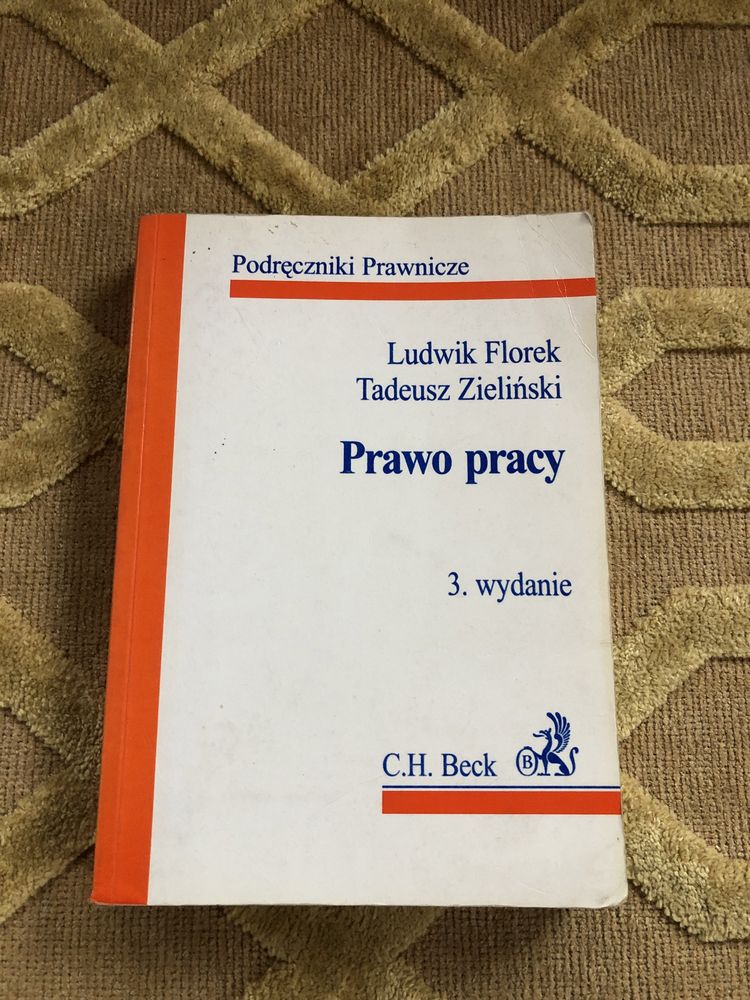 Podręczniki Prawnicze
Ludwik Florek
Tadeusz Zieliński
Prawo pracy
3. wydanie
C.H. Beck B